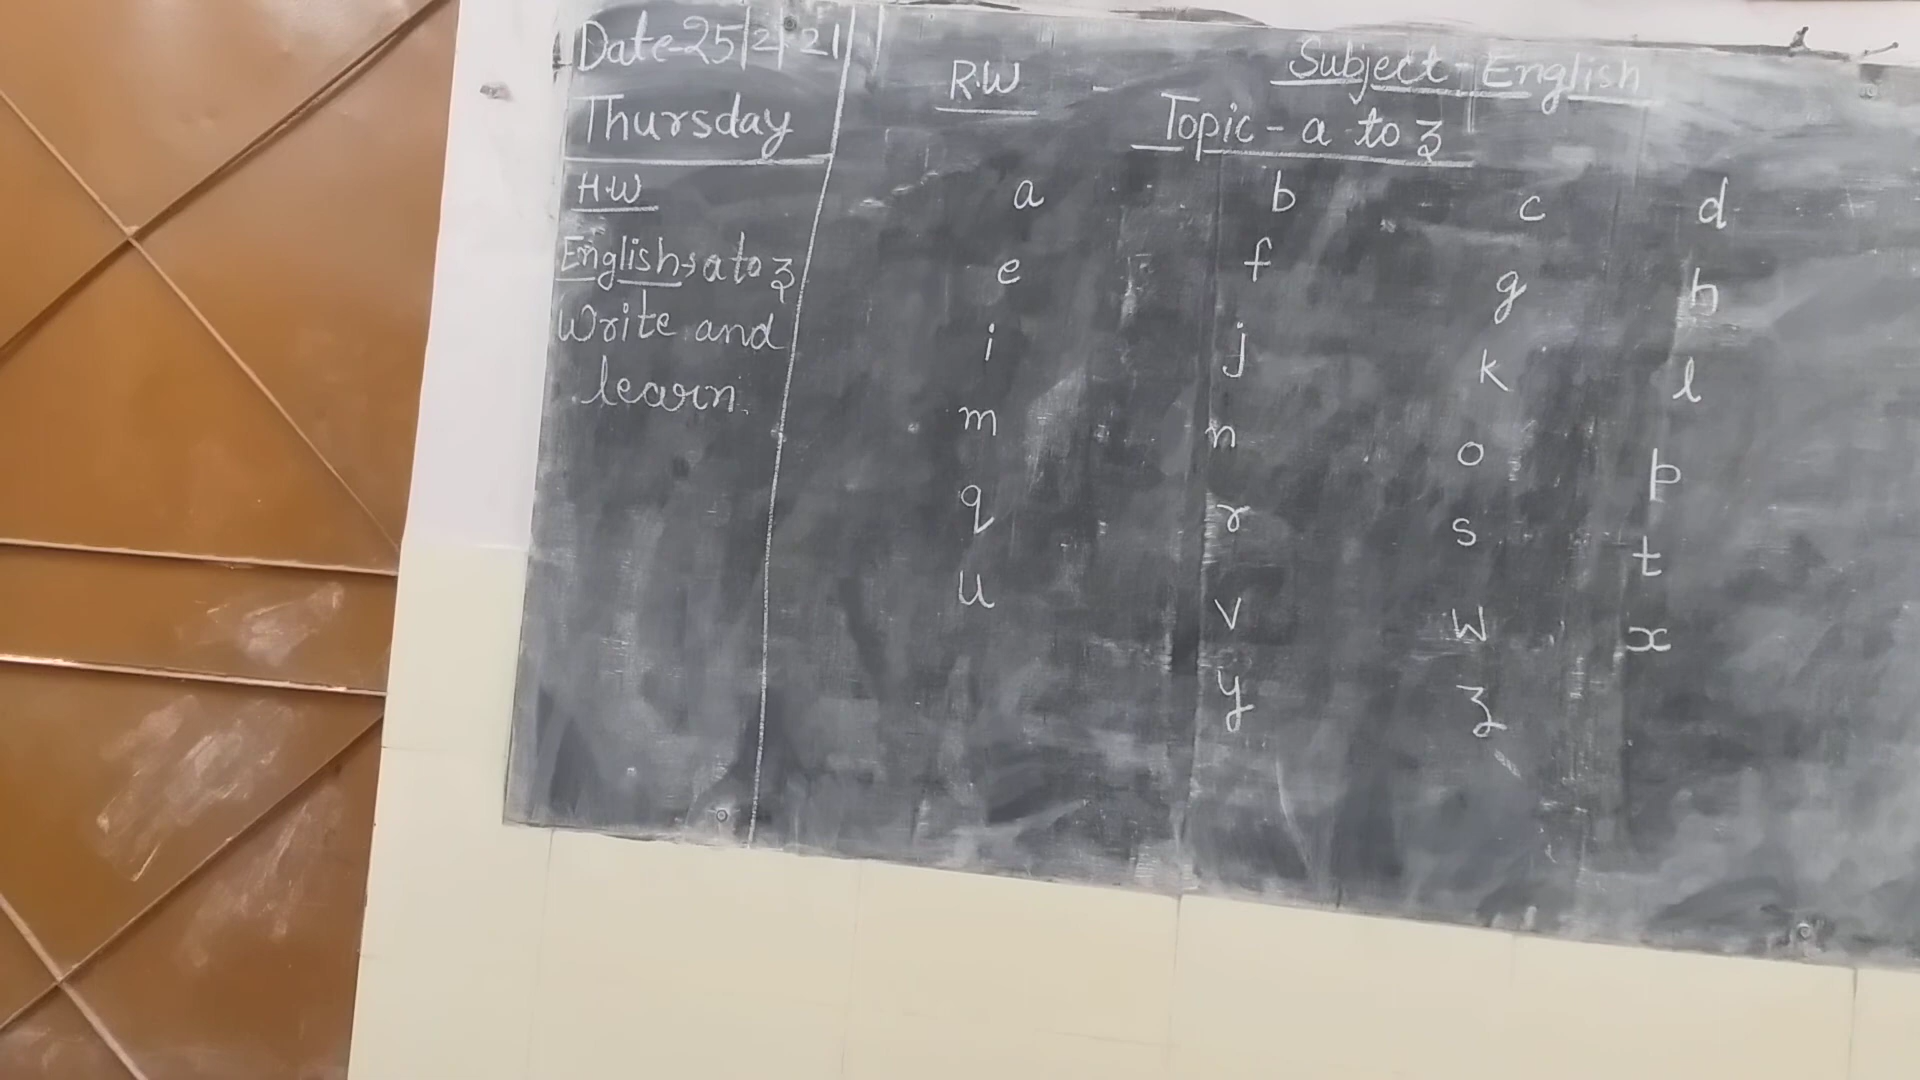 Date-25/2/21
Thursday
H.W
English→a to z
Write and
learn.
R.W - Subject-English
Topic - a to z
a b c d
e f g h
i j k l
m n o p
q r s t
u v w x
y z